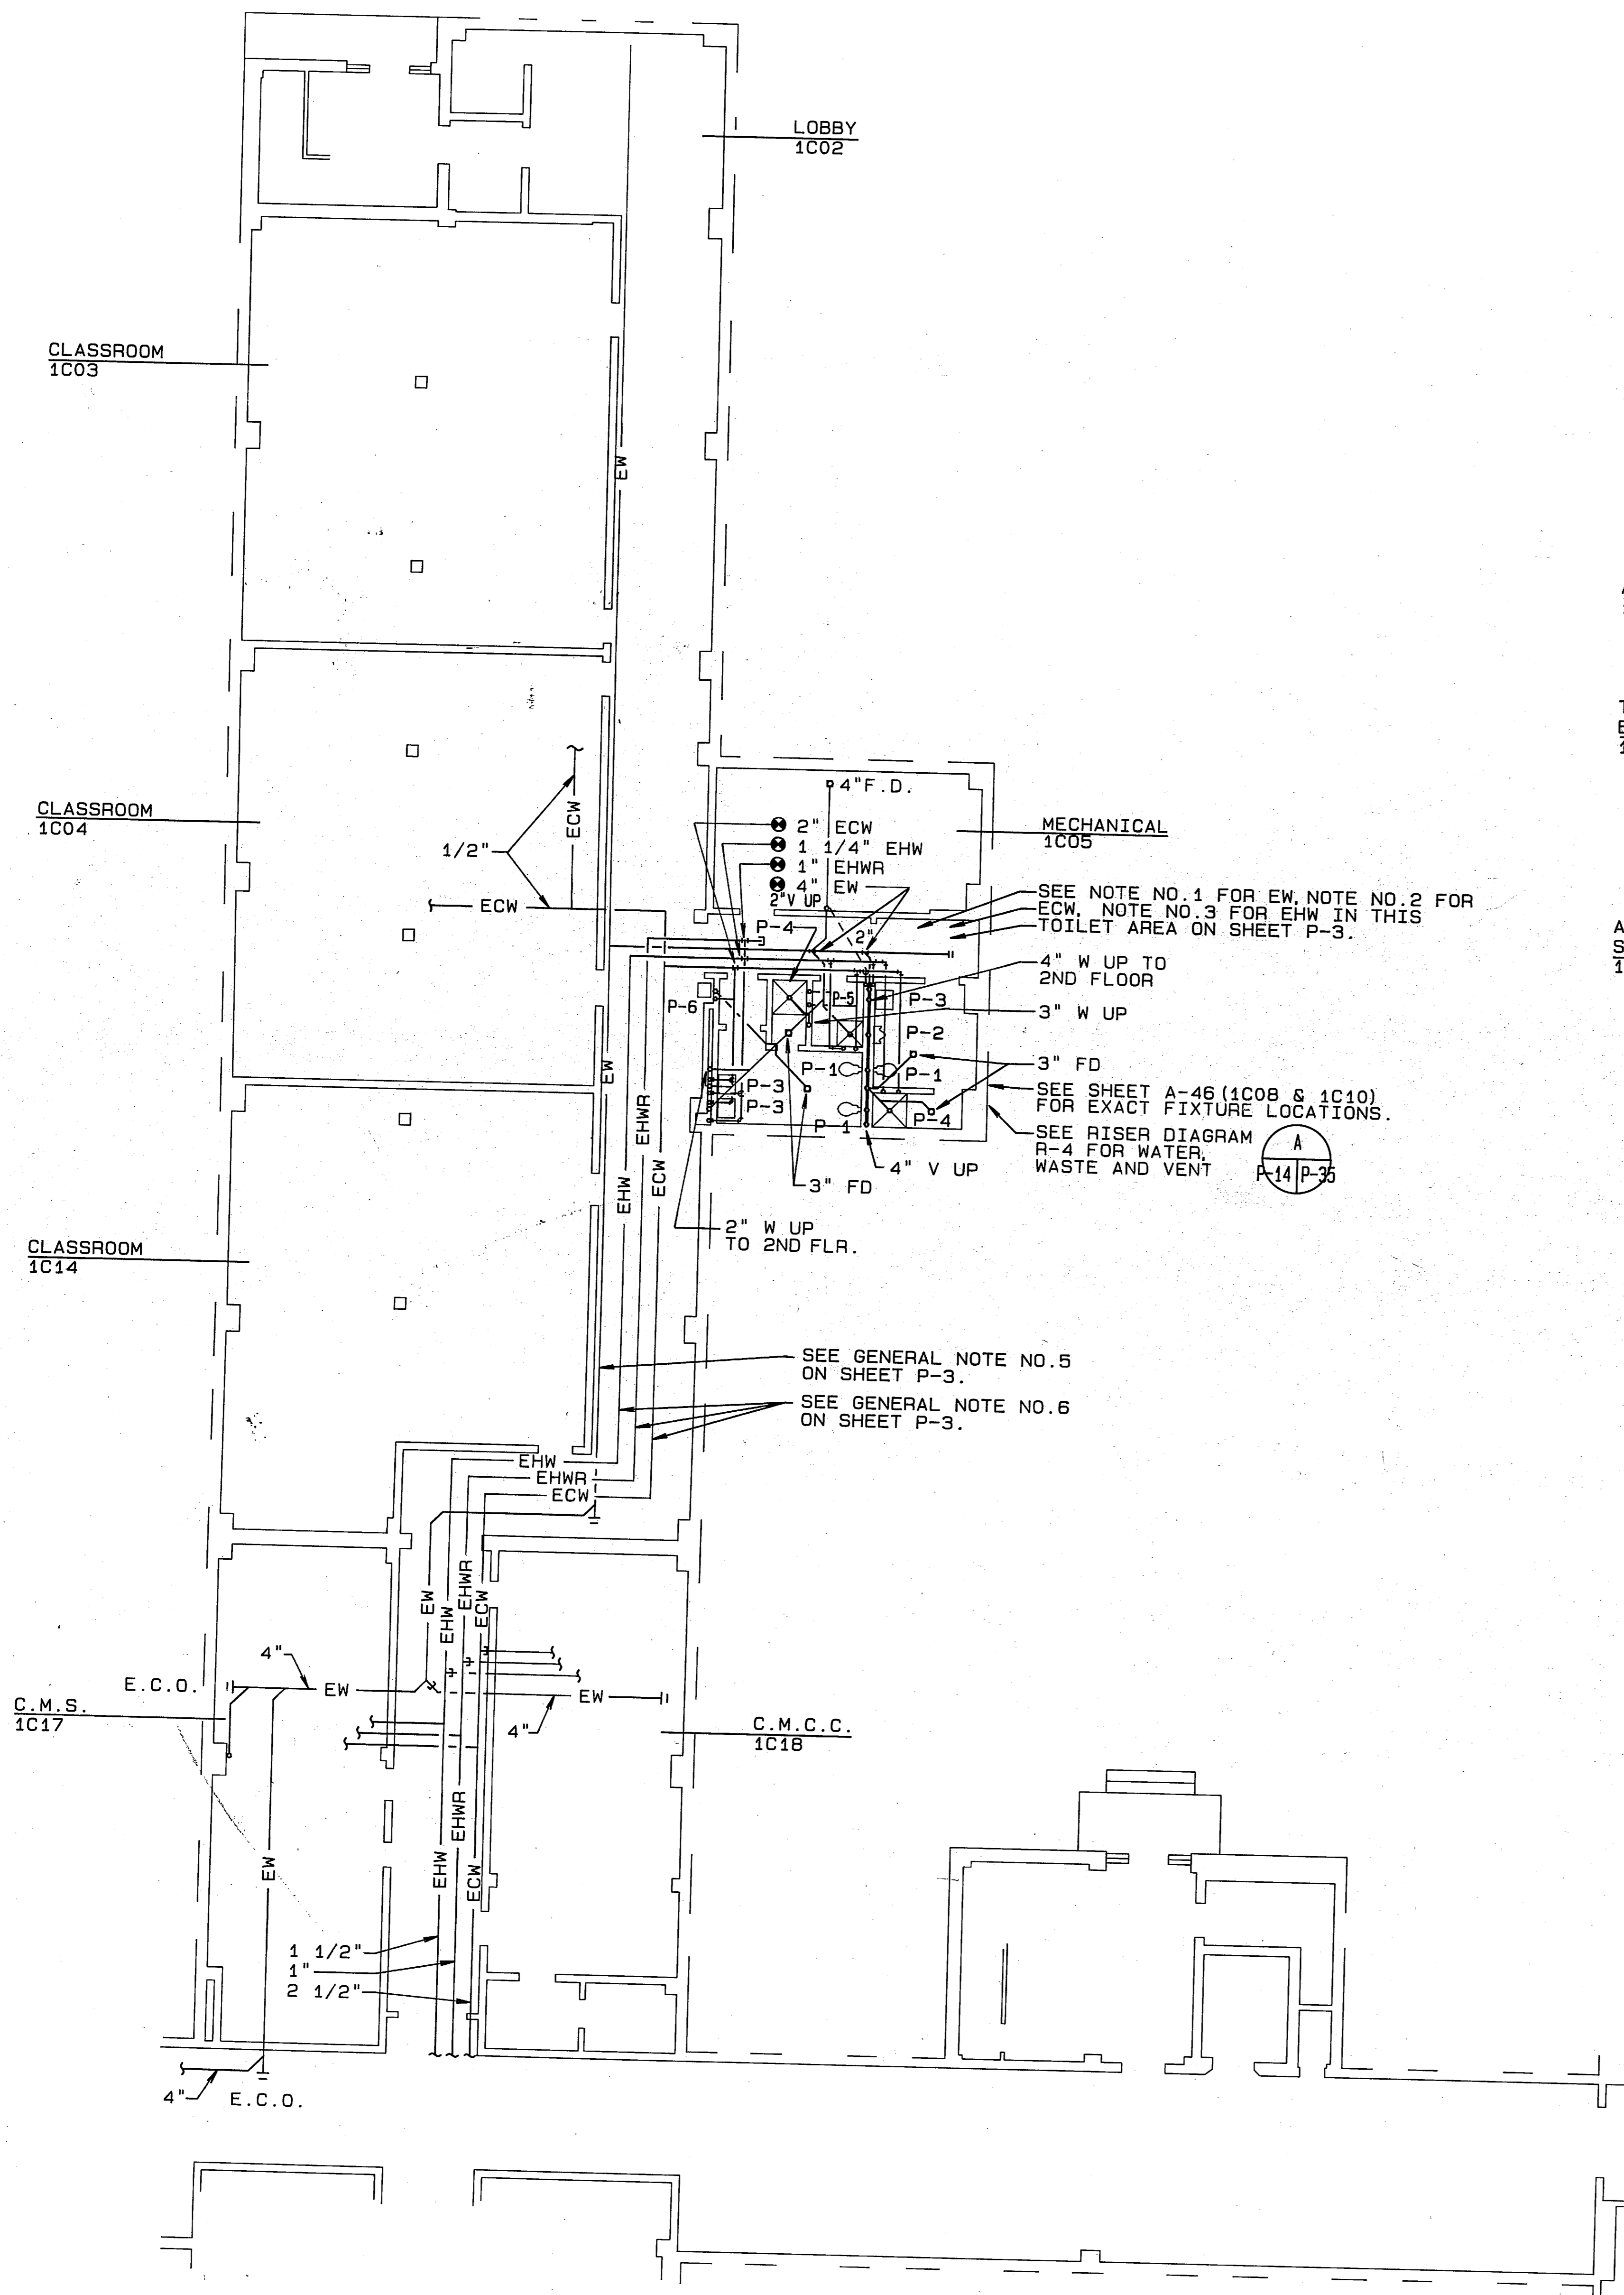 LOBBY
1C02
CLASSROOM
1C03
EW
CLASSROOM
1C04
1/2"
ECW
ECW
4"F.D.
2" ECW
1 1/4" EHW
1" EHWR
4" EW
2"V UP
MECHANICAL
1C05
SEE NOTE NO.1 FOR EW, NOTE NO.2 FOR
ECW, NOTE NO.3 FOR EHW IN THIS
TOILET AREA ON SHEET P-3.
P-4
2"
4" W UP TO
2ND FLOOR
P-6
P-5
P-3
3" W UP
P-2
3" FD
P-1
P-1
P-3
P-3
P-1
P-4
SEE SHEET A-46 (1C08 & 1C10)
FOR EXACT FIXTURE LOCATIONS.
SEE RISER DIAGRAM
R-4 FOR WATER,
WASTE AND VENT
A
P-14
P-35
4" V UP
3" FD
2" W UP
TO 2ND FLR.
EW
EHW
EHWR
ECW
CLASSROOM
1C14
SEE GENERAL NOTE NO.5
ON SHEET P-3.
SEE GENERAL NOTE NO.6
ON SHEET P-3.
EHW
EHWR
ECW
EW
EHW
EHWR
ECW
4"
E.C.O.
EW
EW
4"
C.M.S.
1C17
C.M.C.C.
1C18
EW
EHW
EHWR
ECW
1 1/2"
1"
2 1/2"
4"
E.C.O.